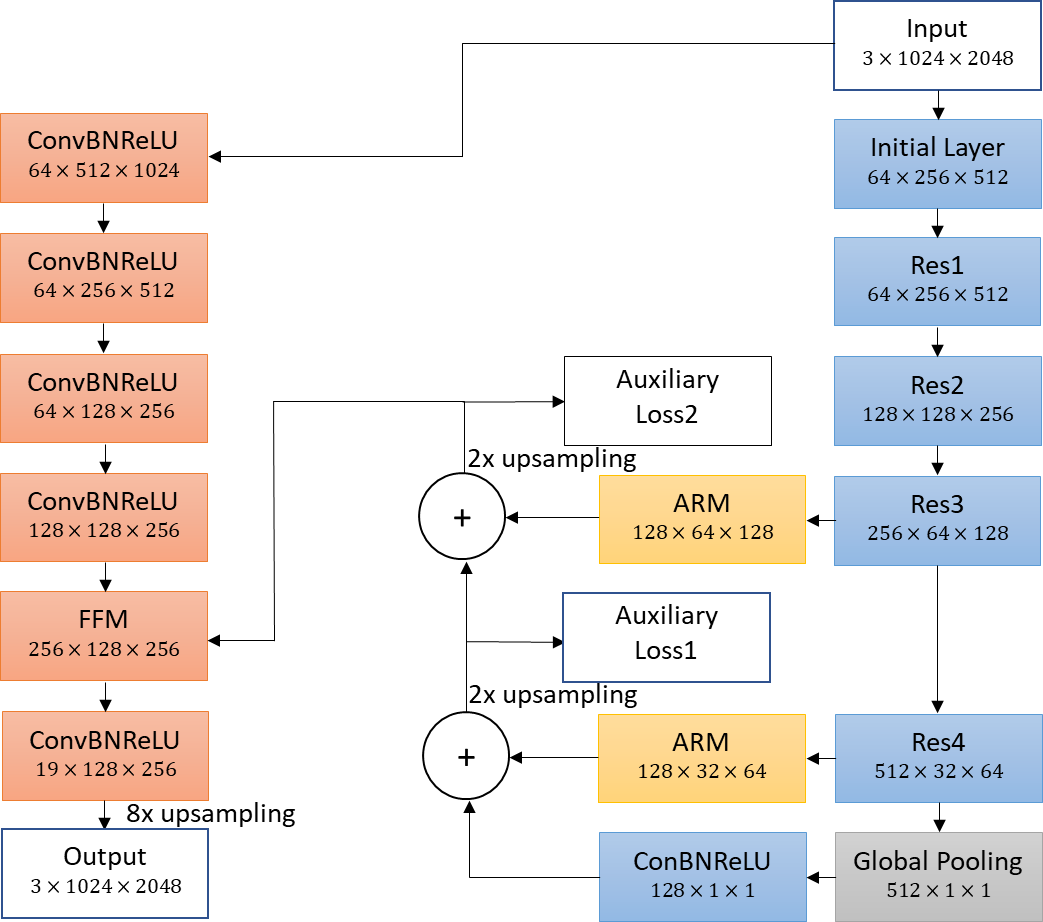 Input
3 × 1024 × 2048
ConvBNReLU
64 × 512 × 1024
Initial Layer
64 × 256 × 512
ConvBNReLU
64 × 256 × 512
Res1
64 × 256 × 512
ConvBNReLU
64 × 128 × 256
Auxiliary
Loss2
Res2
128 × 128 × 256
2x upsampling
ConvBNReLU
128 × 128 × 256
+
ARM
128 × 64 × 128
Res3
256 × 64 × 128
FFM
256 × 128 × 256
Auxiliary
Loss1
2x upsampling
ConvBNReLU
19 × 128 × 256
+
ARM
128 × 32 × 64
Res4
512 × 32 × 64
8x upsampling
Output
3 × 1024 × 2048
ConBNReLU
128 × 1 × 1
Global Pooling
512 × 1 × 1